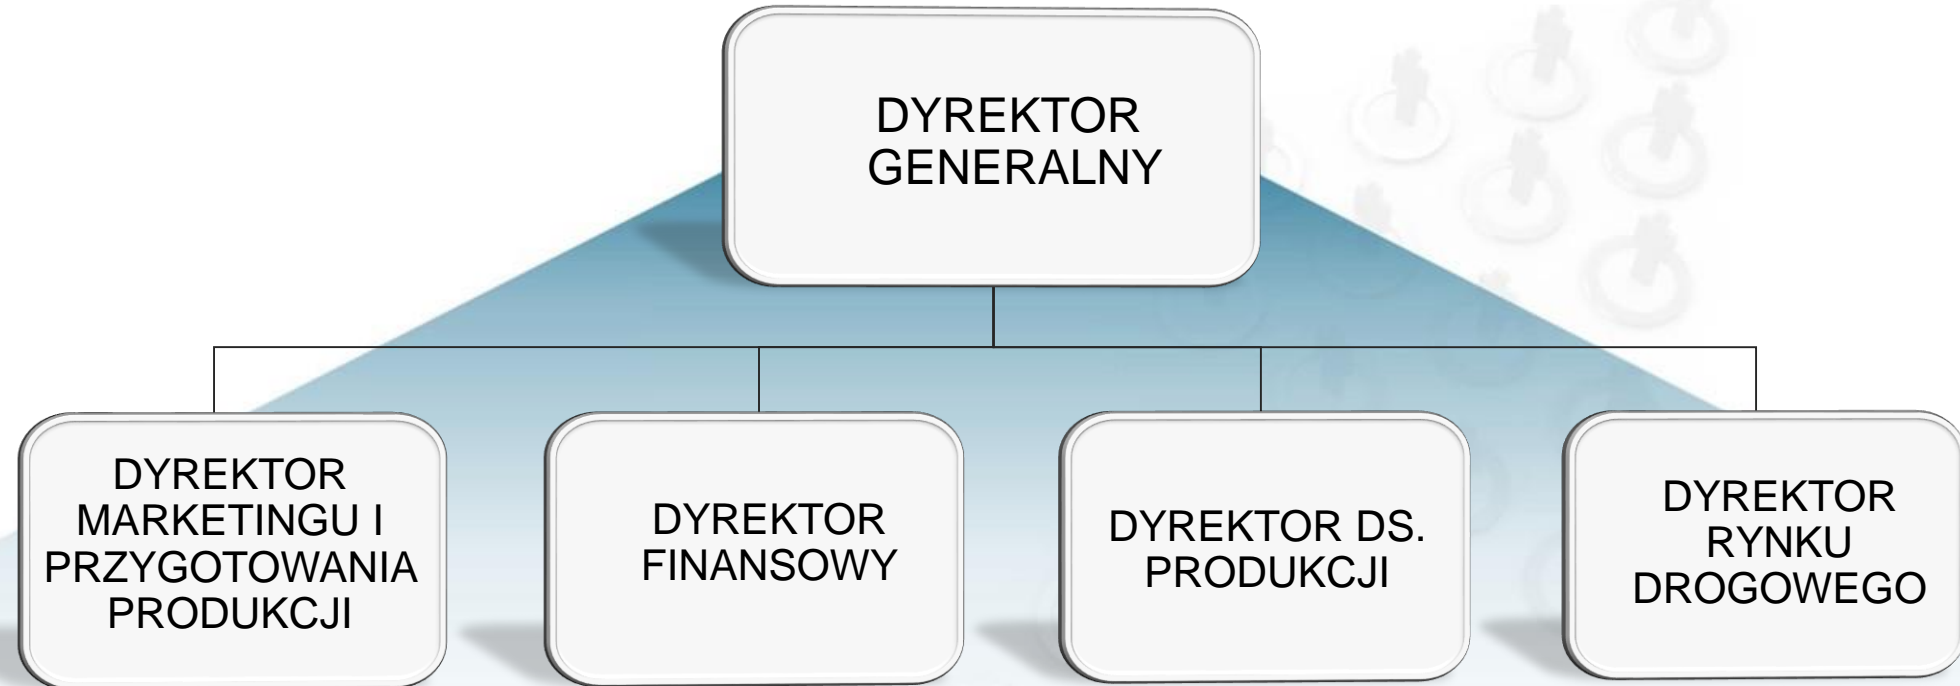 DYREKTOR
GENERALNY
DYREKTOR
MARKETINGU I
PRZYGOTOWANIA
PRODUKCJI
DYREKTOR
FINANSOWY
DYREKTOR DS.
PRODUKCJI
DYREKTOR
RYNKU
DROGOWEGO